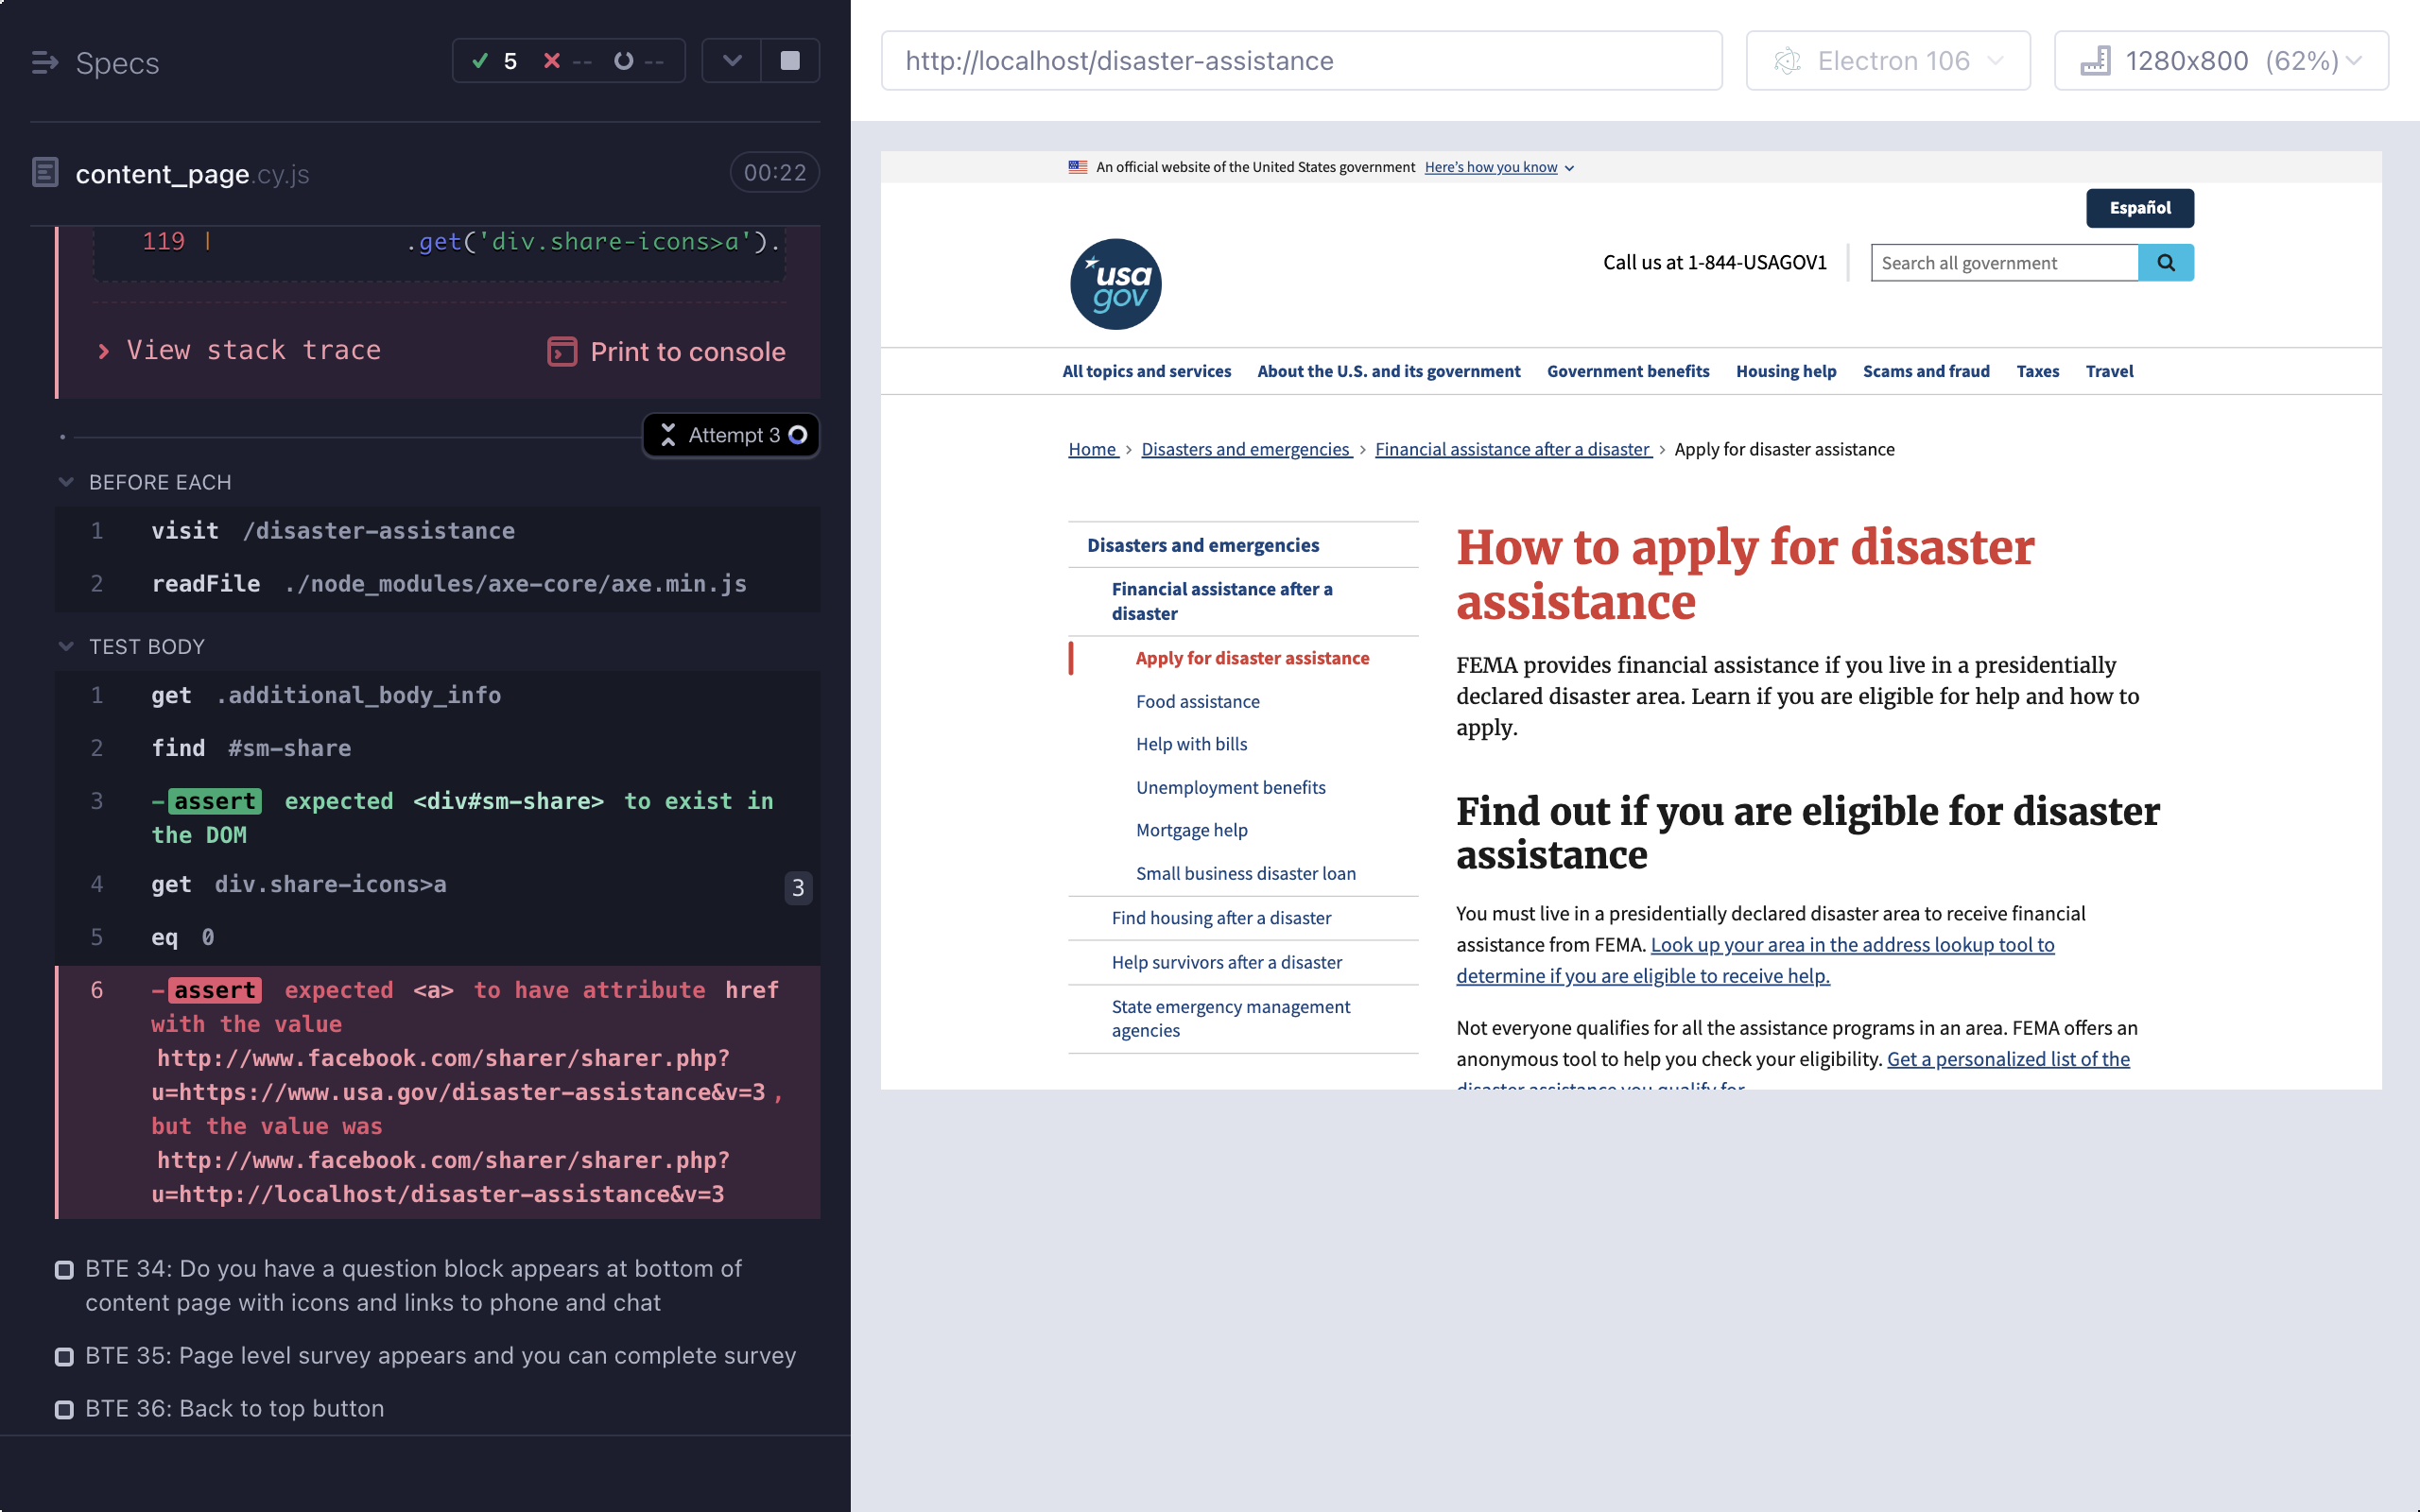 Specs
5 -- --
content_page.cy.js
00:22
119 | .get('div.share-icons>a').
View stack trace
Print to console
Attempt 3
BEFORE EACH
1 visit /disaster-assistance
2 readFile ./node_modules/axe-core/axe.min.js
TEST BODY
1 get .additional_body_info
2 find #sm-share
3 -assert expected <div#sm-share> to exist in
the DOM
4 get div.share-icons>a 3
5 eq 0
6 -assert expected <a> to have attribute href
with the value
http://www.facebook.com/sharer/sharer.php?
u=https://www.usa.gov/disaster-assistance&v=3 ,
but the value was
http://www.facebook.com/sharer/sharer.php?
u=http://localhost/disaster-assistance&v=3
BTE 34: Do you have a question block appears at bottom of
content page with icons and links to phone and chat
BTE 35: Page level survey appears and you can complete survey
BTE 36: Back to top button
http://localhost/disaster-assistance
Electron 106
1280x800 (62%)
An official website of the United States government Here's how you know
Español
usa
gov
Call us at 1-844-USAGOV1
Search all government
All topics and services About the U.S. and its government Government benefits Housing help Scams and fraud Taxes Travel
Home > Disasters and emergencies > Financial assistance after a disaster > Apply for disaster assistance
Disasters and emergencies
Financial assistance after a
disaster
Apply for disaster assistance
Food assistance
Help with bills
Unemployment benefits
Mortgage help
Small business disaster loan
Find housing after a disaster
Help survivors after a disaster
State emergency management
agencies
How to apply for disaster
assistance
FEMA provides financial assistance if you live in a presidentially
declared disaster area. Learn if you are eligible for help and how to
apply.
Find out if you are eligible for disaster
assistance
You must live in a presidentially declared disaster area to receive financial
assistance from FEMA. Look up your area in the address lookup tool to
determine if you are eligible to receive help.
Not everyone qualifies for all the assistance programs in an area. FEMA offers an
anonymous tool to help you check your eligibility. Get a personalized list of the
disaster assistance you qualify for